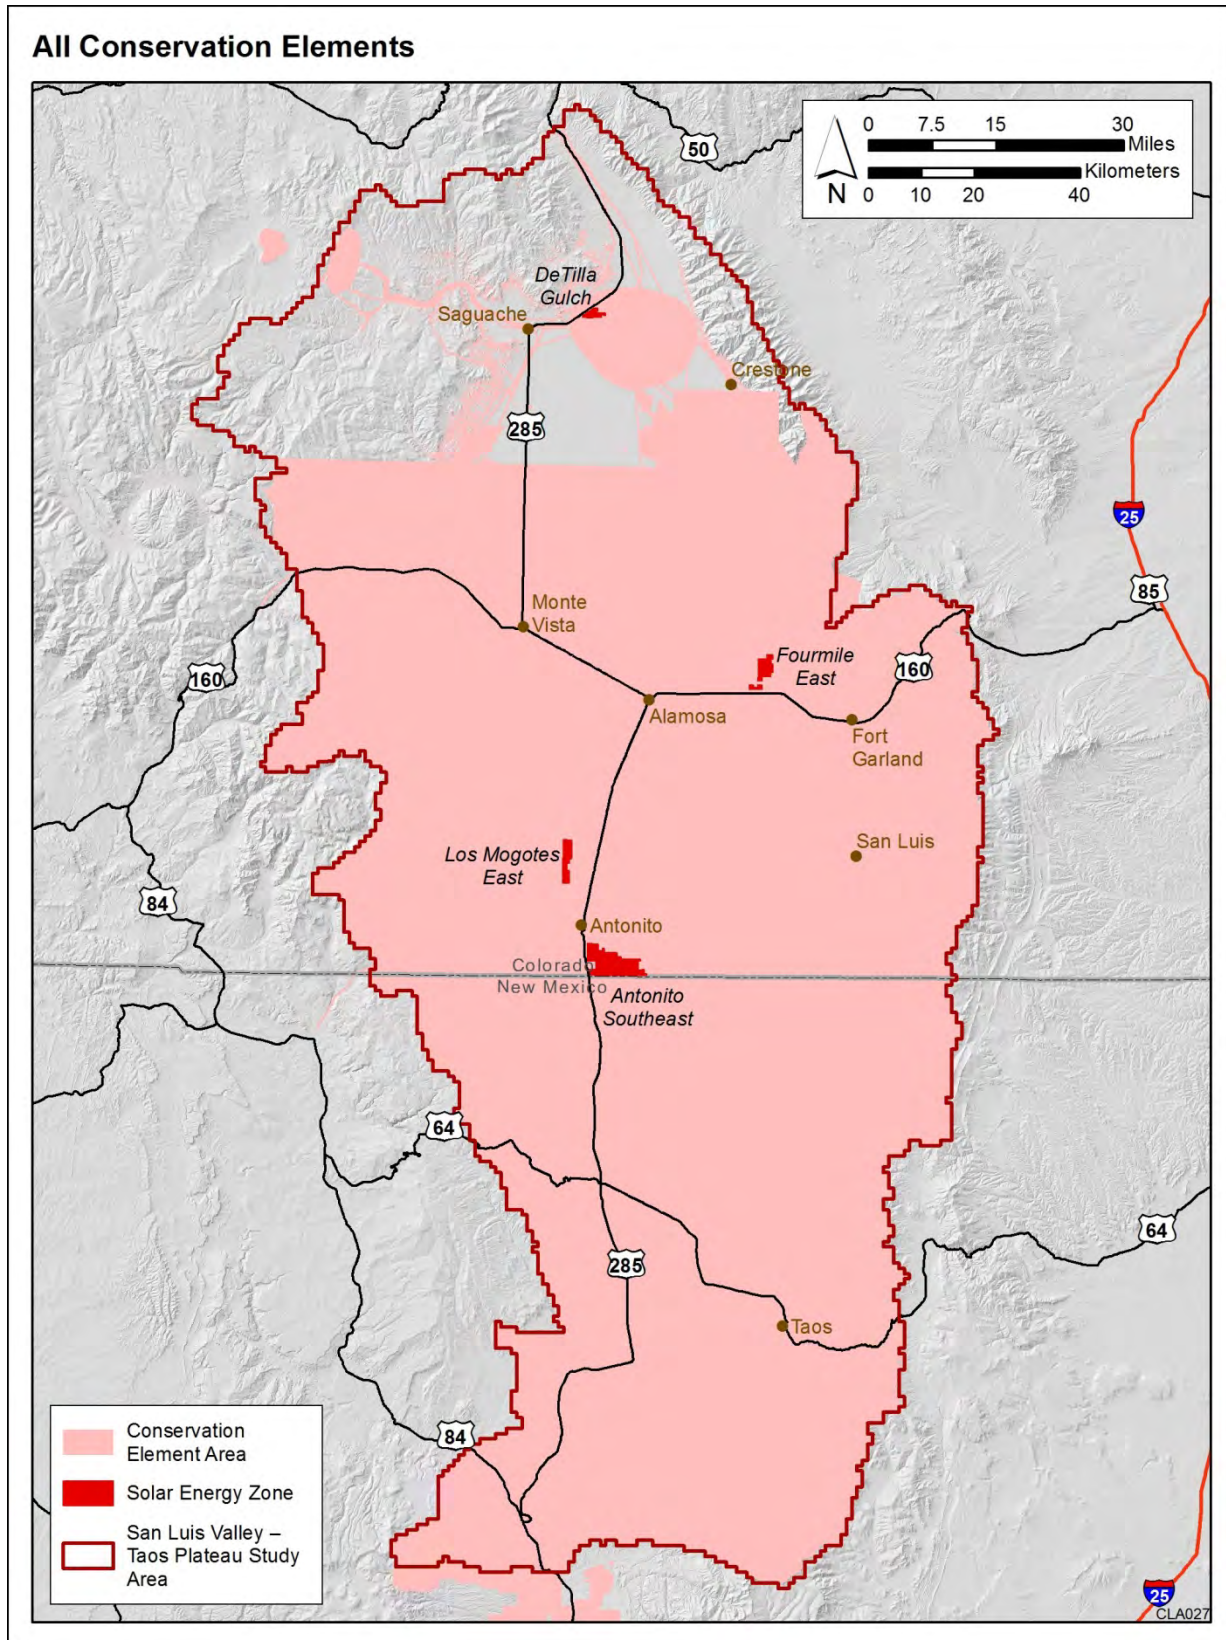 All Conservation Elements
0 7.5 15 30
Miles
Kilometers
0 10 20 40
N
50
DeTilla
Gulch
Saguache
Crestone
285
25
85
Monte
Vista
160
Fourmile
East
160
Alamosa
Fort
Garland
San Luis
Los Mogotes
East
84
Antonito
Colorado
New Mexico
Antonito
Southeast
64
64
285
Taos
84
Conservation
Element Area
Solar Energy Zone
San Luis Valley –
Taos Plateau Study
Area
25
CLA027